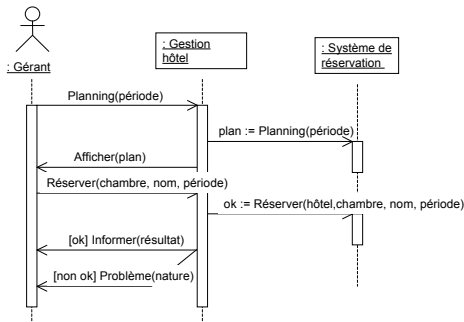 : Gestion
hôtel
: Système de
réservation
: Gérant
Planning(période)
plan := Planning(période)
Afficher(plan)
Réserver(chambre, nom, période)
ok := Réserver(hôtel,chambre, nom, période)
[ok] Informer(résultat)
[non ok] Problème(nature)